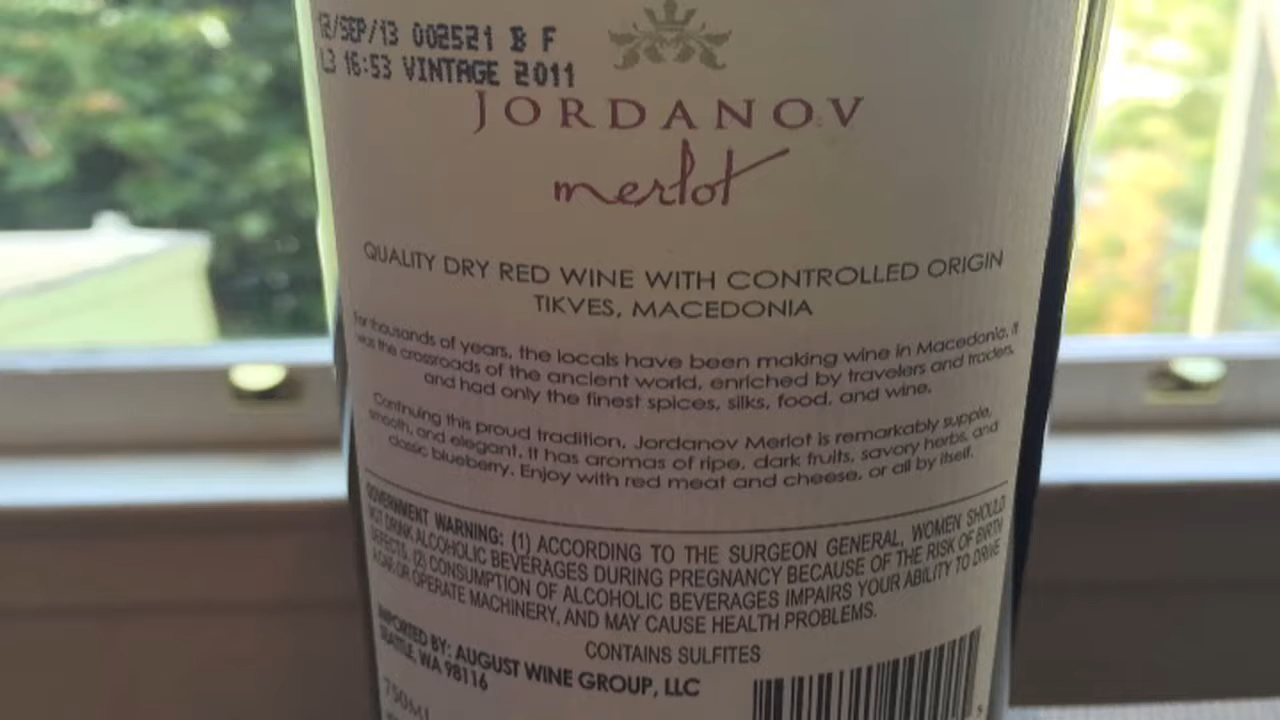 12/SEP/13 002521 B F
L3 16:53 VINTAGE 2011
JORDANOV
merlot
QUALITY DRY RED WINE WITH CONTROLLED ORIGIN
TIKVES, MACEDONIA
For thousands of years, the locals have been making wine in Macedonia. It
was the crossroads of the ancient world, enriched by travelers and traders,
and had only the finest spices, silks, food, and wine.
Continuing this proud tradition, Jordanov Merlot is remarkably supple,
smooth, and elegant. It has aromas of ripe, dark fruits, savory herbs, and
classic blueberry. Enjoy with red meat and cheese, or all by itself.
GOVERNMENT WARNING: (1) ACCORDING TO THE SURGEON GENERAL, WOMEN SHOULD
NOT DRINK ALCOHOLIC BEVERAGES DURING PREGNANCY BECAUSE OF THE RISK OF BIRTH
DEFECTS. (2) CONSUMPTION OF ALCOHOLIC BEVERAGES IMPAIRS YOUR ABILITY TO DRIVE
A CAR OR OPERATE MACHINERY, AND MAY CAUSE HEALTH PROBLEMS.
CONTAINS SULFITES
IMPORTED BY: AUGUST WINE GROUP, LLC
SEATTLE, WA 98116
750ML